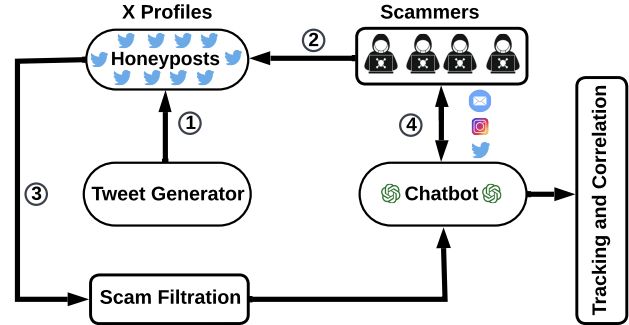 X Profiles
Scammers
Honeyposts
2
1
4
Tweet Generator
Chatbot
3
Scam Filtration
Tracking and Correlation